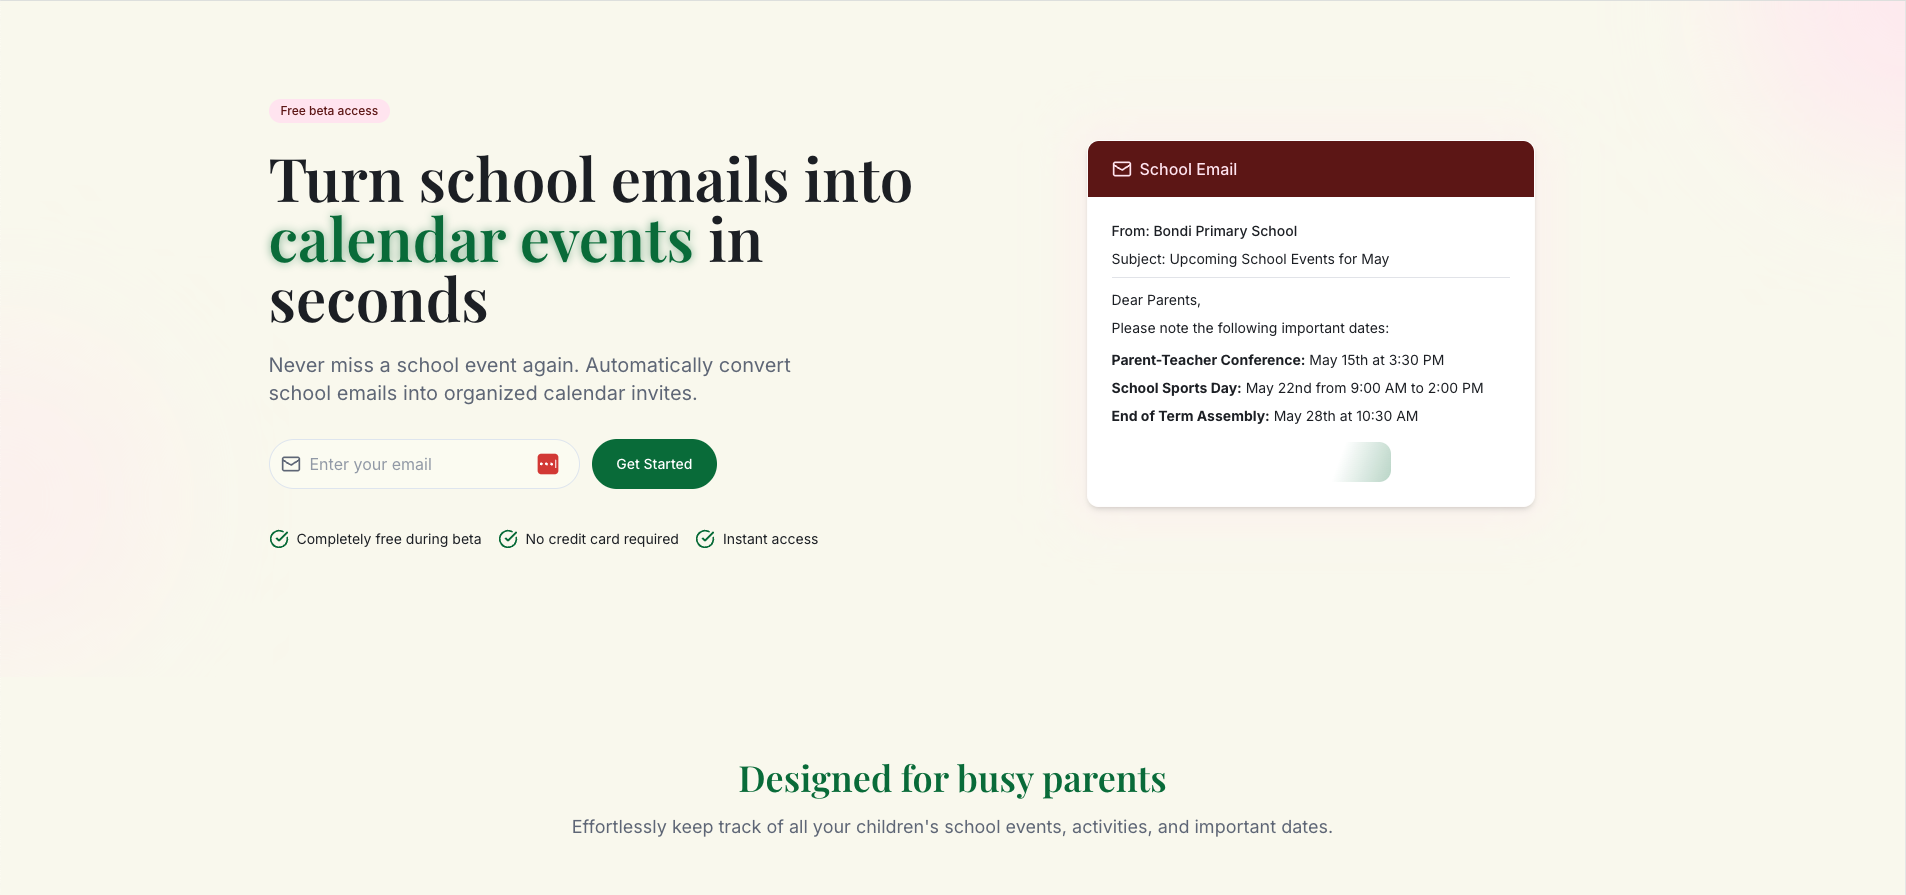 Free beta access
Turn school emails into
calendar events in
seconds
Never miss a school event again. Automatically convert
school emails into organized calendar invites.
Enter your email
Get Started
Completely free during beta
No credit card required
Instant access
School Email
From: Bondi Primary School
Subject: Upcoming School Events for May
Dear Parents,
Please note the following important dates:
Parent-Teacher Conference: May 15th at 3:30 PM
School Sports Day: May 22nd from 9:00 AM to 2:00 PM
End of Term Assembly: May 28th at 10:30 AM
Designed for busy parents
Effortlessly keep track of all your children's school events, activities, and important dates.